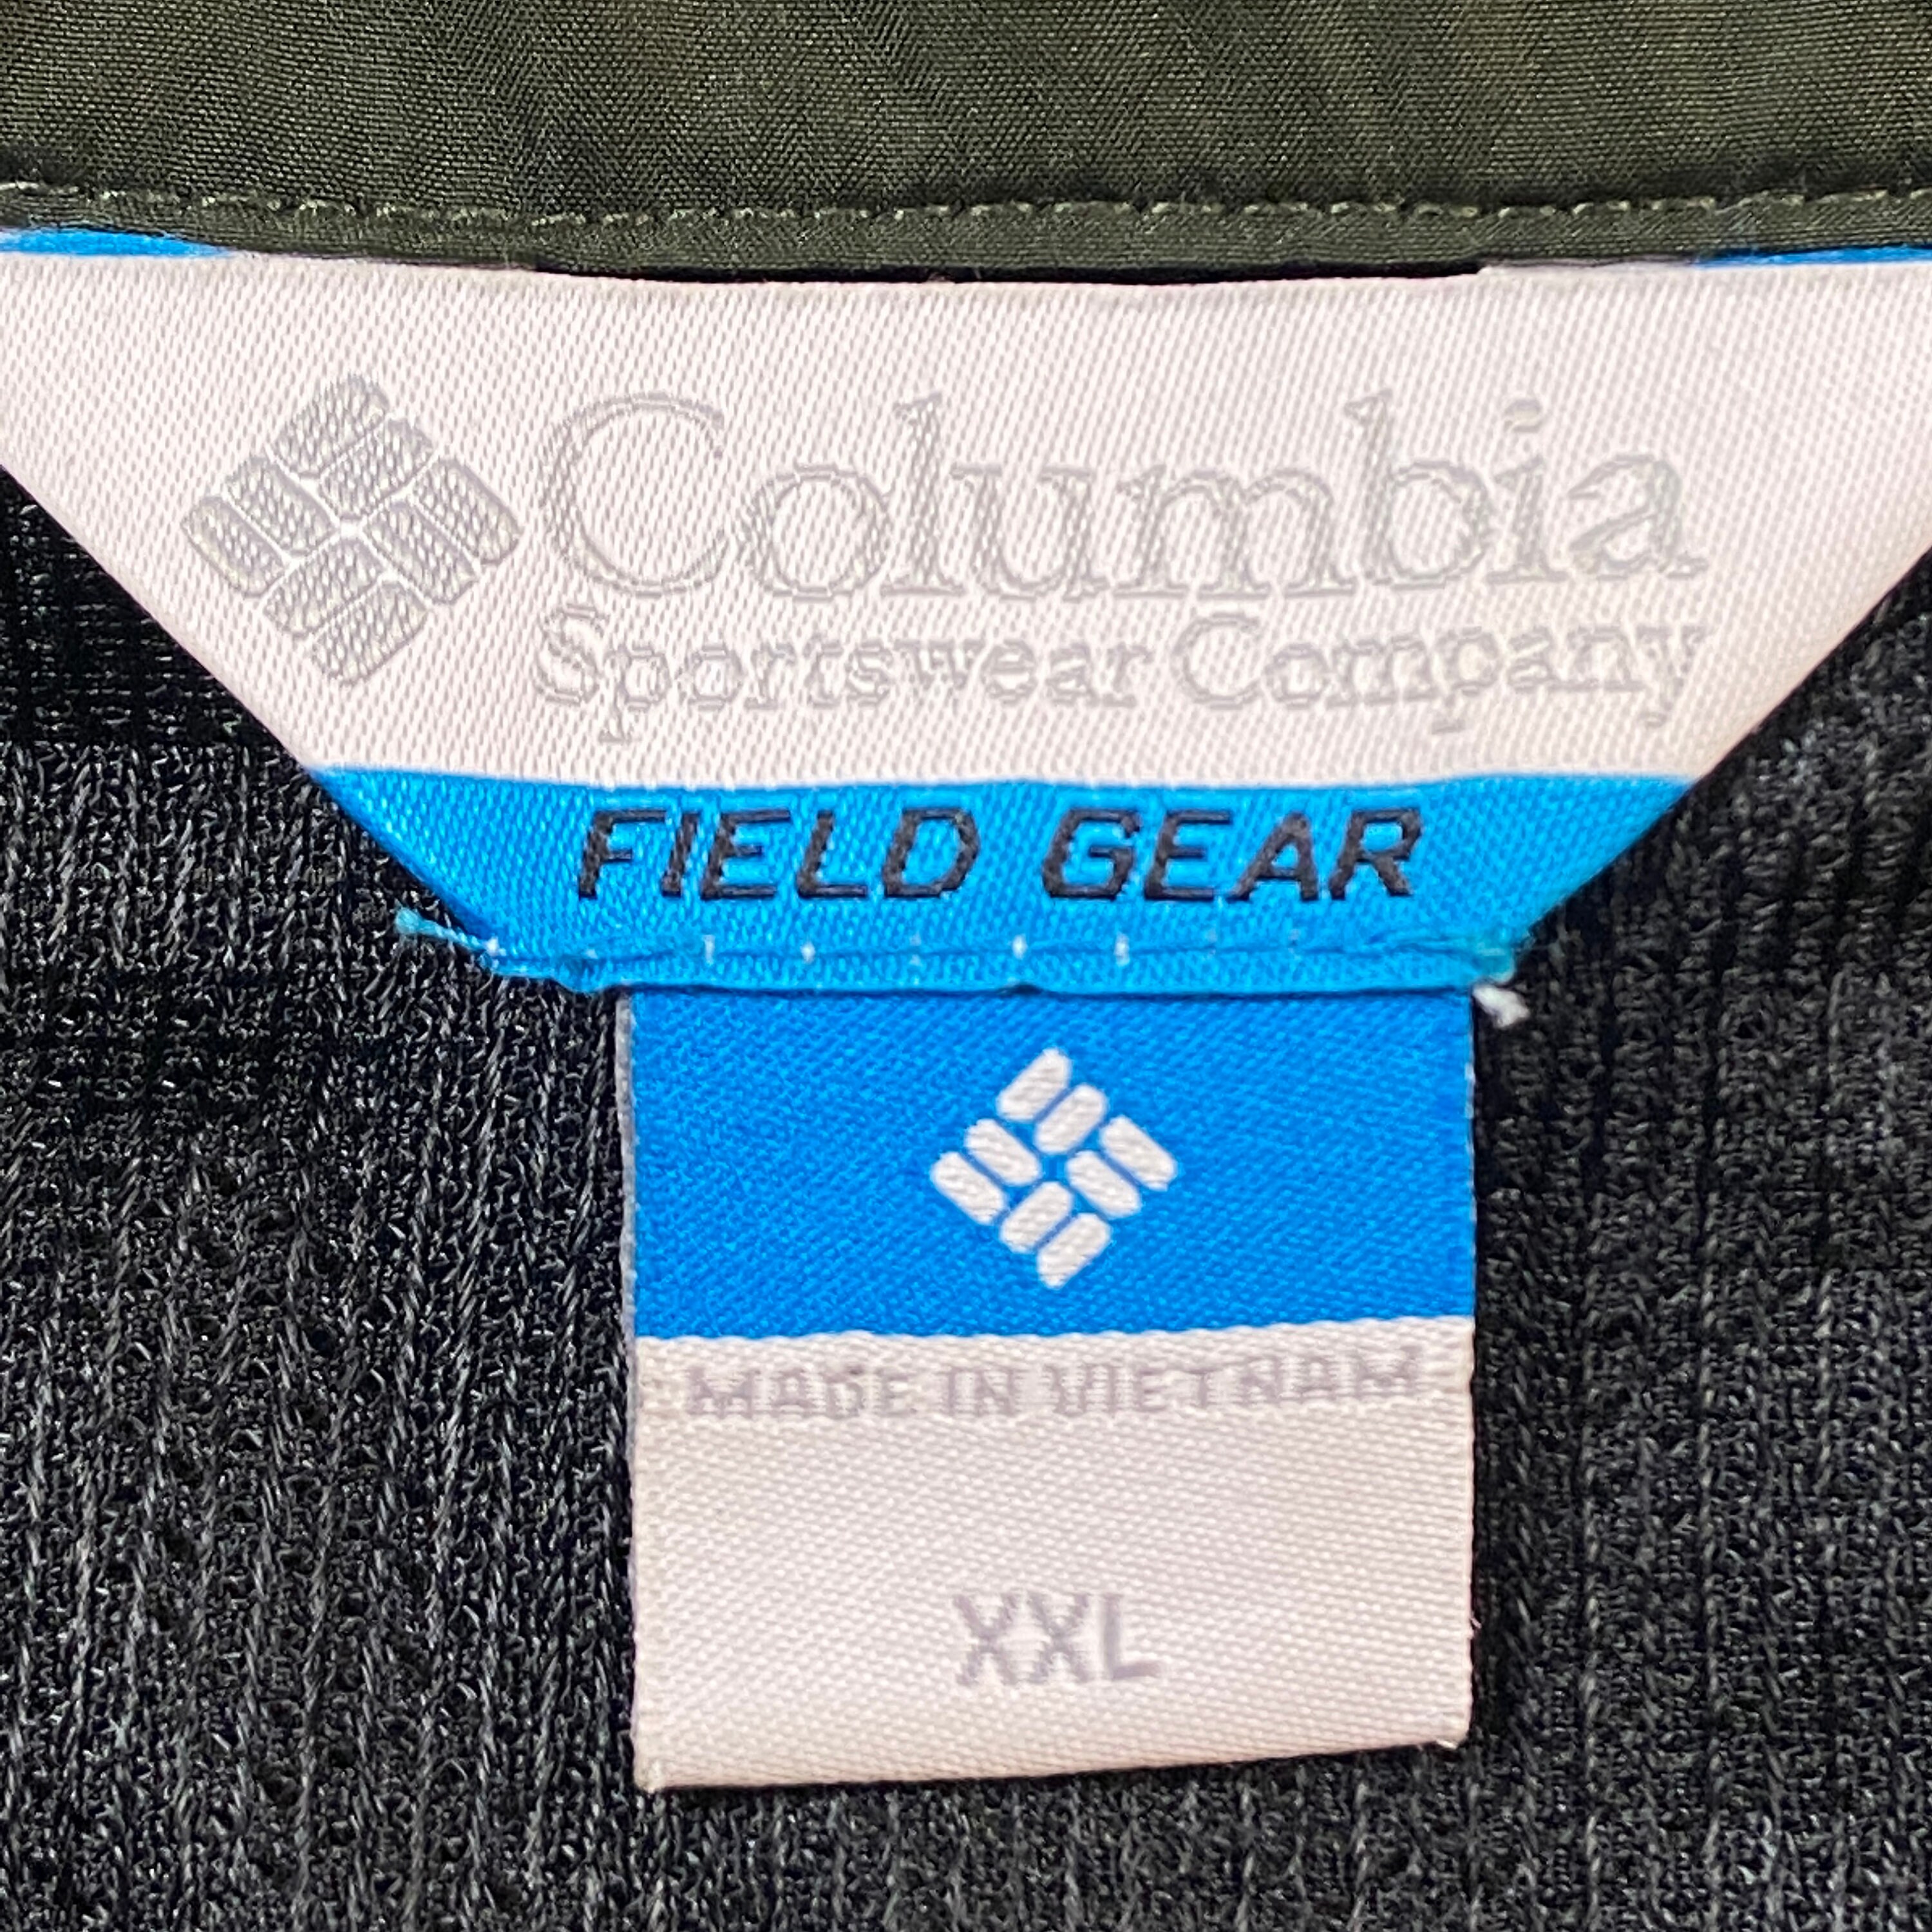 Columbia
Sportswear Company
FIELD GEAR
MADE IN VIETNAM
XXL